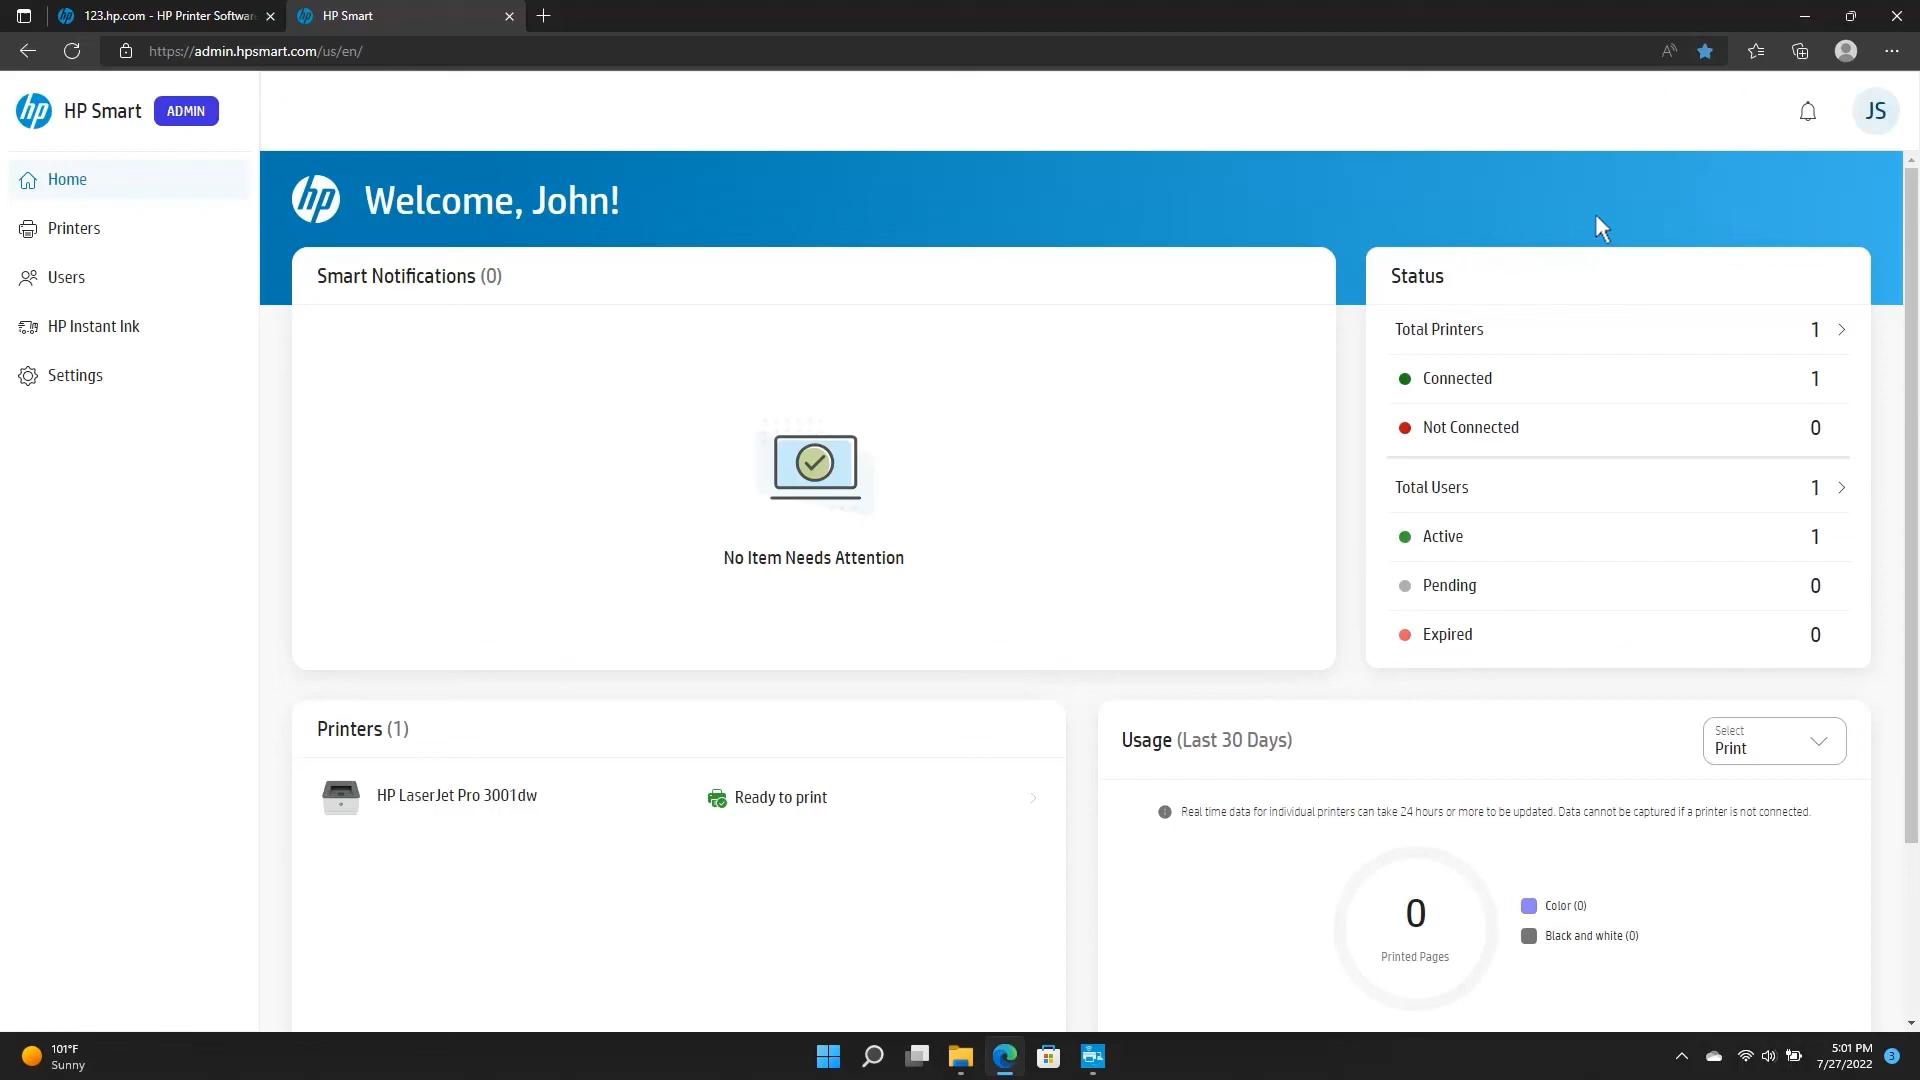 123.hp.com - HP Printer Softwar
HP Smart
https://admin.hpsmart.com/us/en/
hp HP Smart ADMIN
JS
Home
Printers
Users
HP Instant Ink
Settings
hp Welcome, John!
Smart Notifications (0)
No Item Needs Attention
Status
Total Printers 1
Connected 1
Not Connected 0
Total Users 1
Active 1
Pending 0
Expired 0
Printers (1)
HP LaserJet Pro 3001dw Ready to print
Usage (Last 30 Days)
Select
Print
Real time data for individual printers can take 24 hours or more to be updated. Data cannot be captured if a printer is not connected.
0
Printed Pages
Color (0)
Black and white (0)
101°F
Sunny
5:01 PM
7/27/2022
3